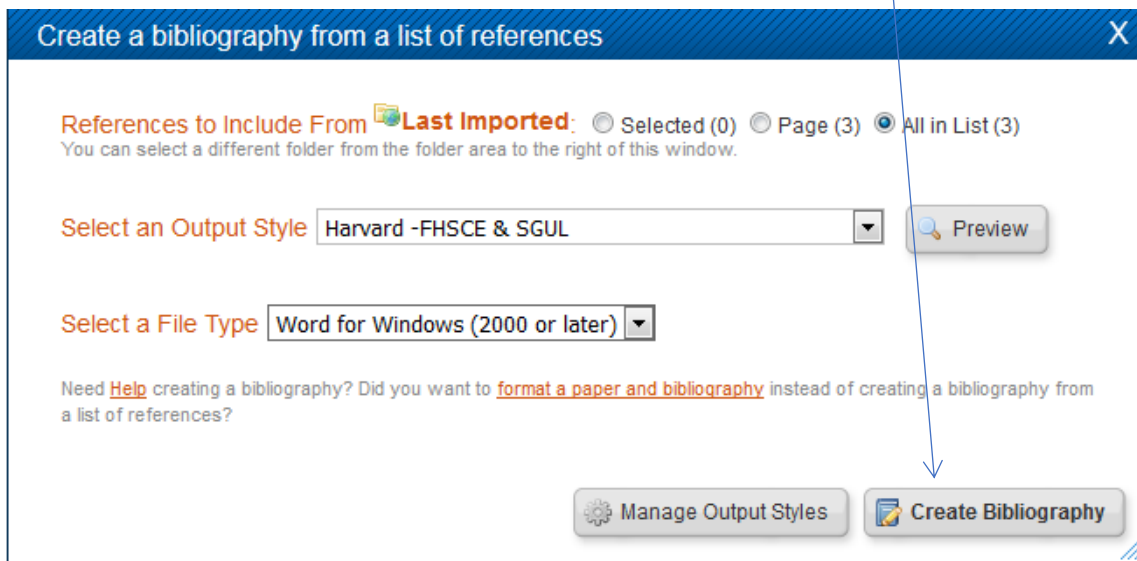 Create a bibliography from a list of references X
References to Include From Last Imported: Selected (0) Page (3) All in List (3)
You can select a different folder from the folder area to the right of this window.
Select an Output Style Harvard -FHSCE & SGUL Preview
Select a File Type Word for Windows (2000 or later)
Need Help creating a bibliography? Did you want to format a paper and bibliography instead of creating a bibliography from
a list of references?
Manage Output Styles Create Bibliography